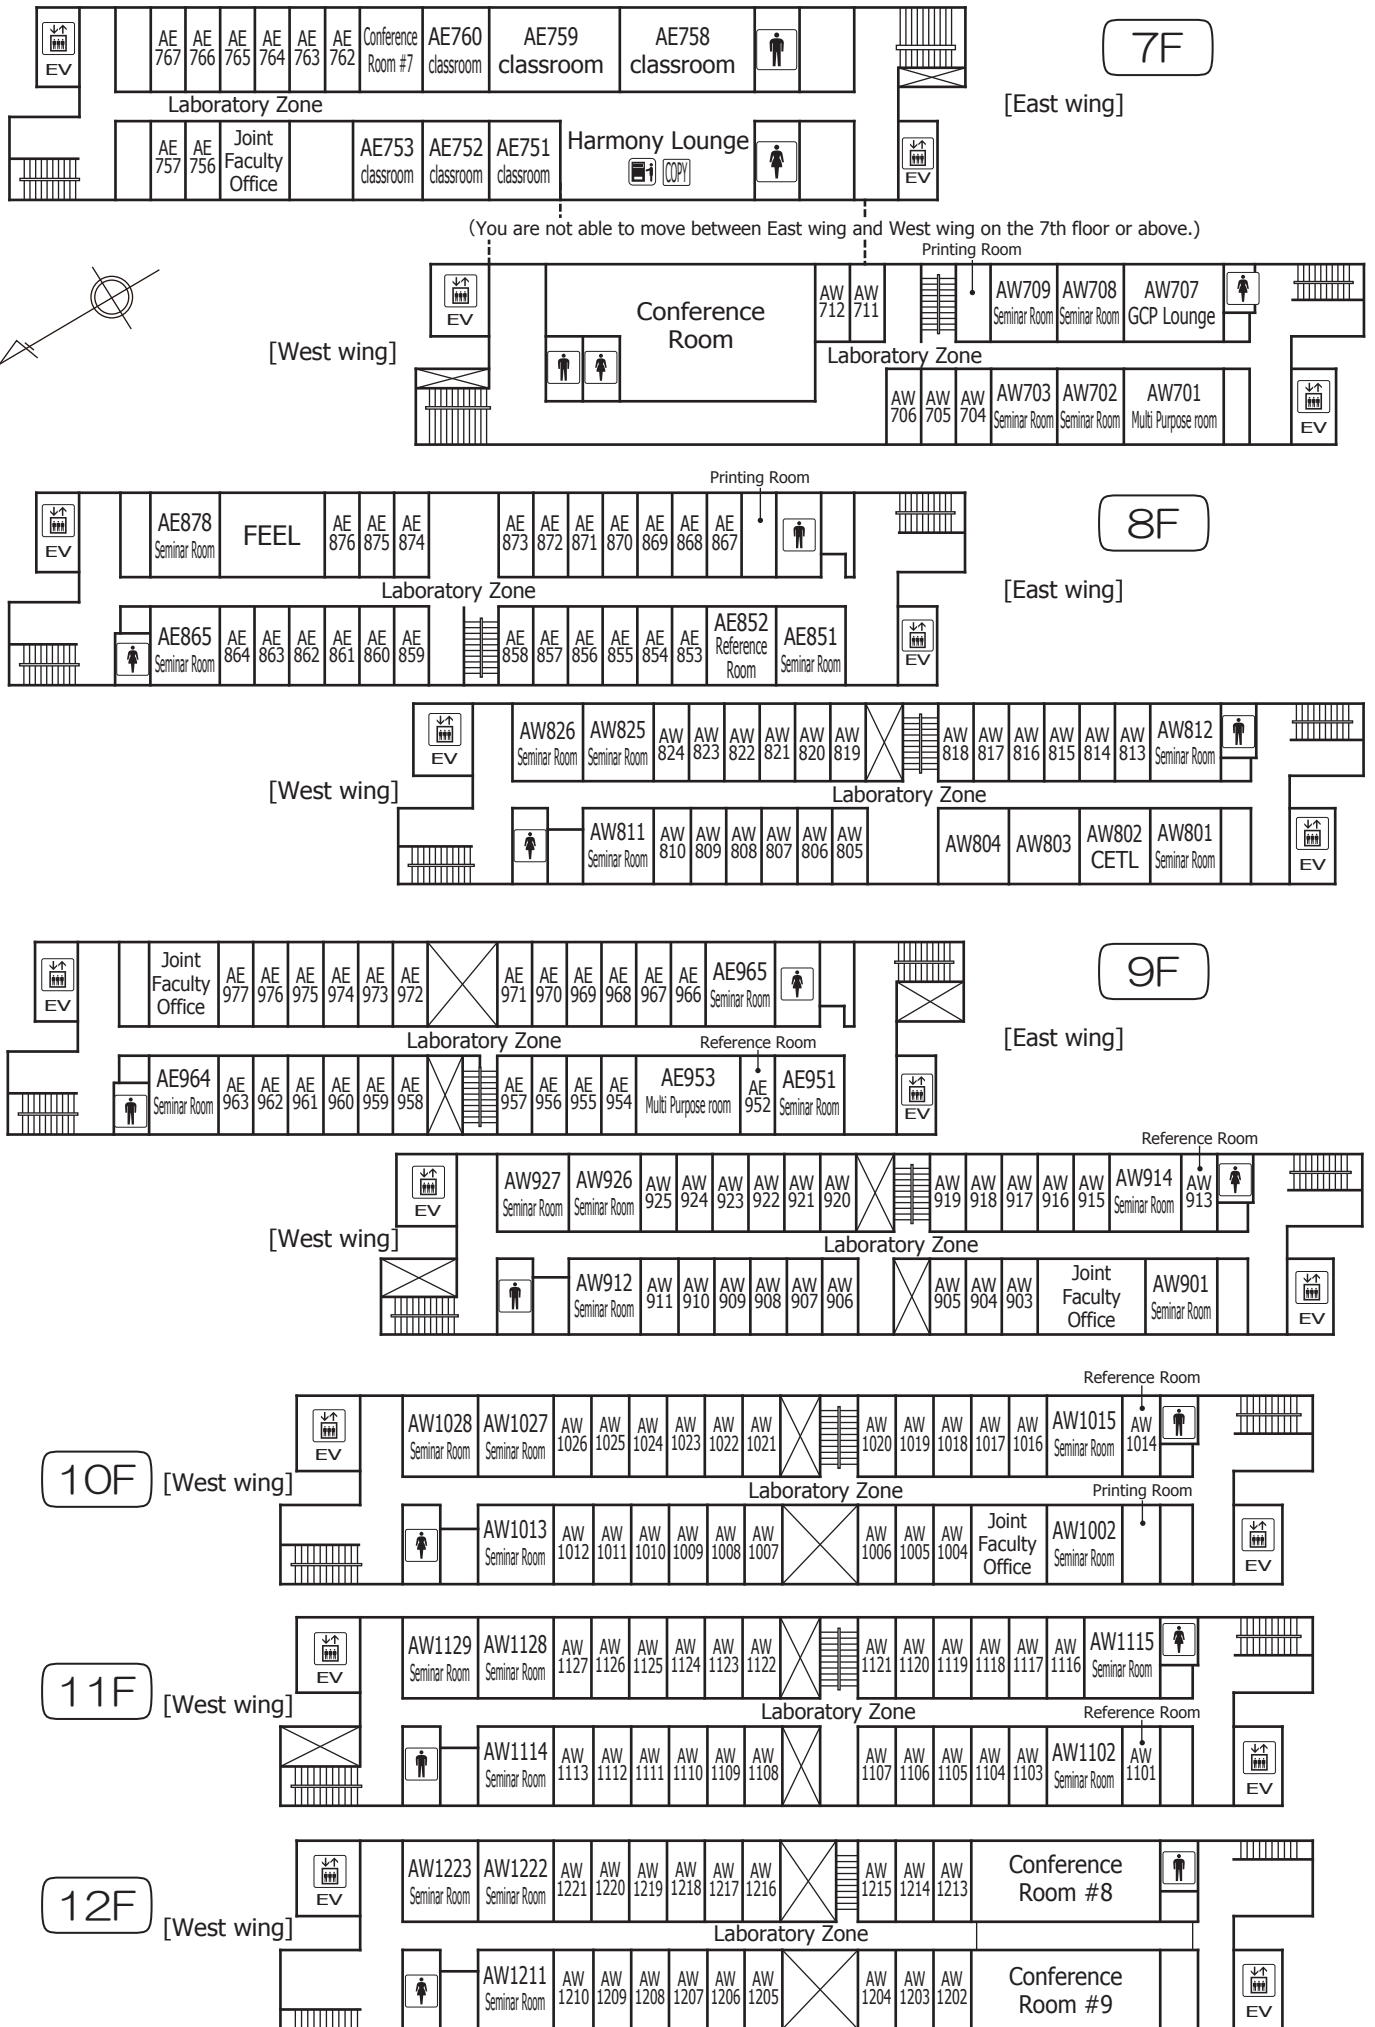 7F
[East wing]
EV
AE 767
AE 766
AE 765
AE 764
AE 763
AE 762
Conference Room #7
AE760 classroom
AE759 classroom
AE758 classroom
Laboratory Zone
AE 757
AE 756
Joint Faculty Office
AE753 classroom
AE752 classroom
AE751 classroom
Harmony Lounge
COPY
EV
(You are not able to move between East wing and West wing on the 7th floor or above.)
Printing Room
[West wing]
EV
Conference Room
AW 712
AW 711
AW709 Seminar Room
AW708 Seminar Room
AW707 GCP Lounge
Laboratory Zone
AW 706
AW 705
AW 704
AW703 Seminar Room
AW702 Seminar Room
AW701 Multi Purpose room
EV
8F
[East wing]
Printing Room
EV
AE878 Seminar Room
FEEL
AE 876
AE 875
AE 874
AE 873
AE 872
AE 871
AE 870
AE 869
AE 868
AE 867
Laboratory Zone
AE865 Seminar Room
AE 864
AE 863
AE 862
AE 861
AE 860
AE 859
AE 858
AE 857
AE 856
AE 855
AE 854
AE 853
AE852 Reference Room
AE851 Seminar Room
EV
[West wing]
EV
AW826 Seminar Room
AW825 Seminar Room
AW 824
AW 823
AW 822
AW 821
AW 820
AW 819
AW 818
AW 817
AW 816
AW 815
AW 814
AW 813
AW812 Seminar Room
Laboratory Zone
AW811 Seminar Room
AW 810
AW 809
AW 808
AW 807
AW 806
AW 805
AW804
AW803
AW802 CETL
AW801 Seminar Room
EV
9F
[East wing]
EV
Joint Faculty Office
AE 977
AE 976
AE 975
AE 974
AE 973
AE 972
AE 971
AE 970
AE 969
AE 968
AE 967
AE 966
AE965 Seminar Room
Laboratory Zone
Reference Room
AE964 Seminar Room
AE 963
AE 962
AE 961
AE 960
AE 959
AE 958
AE 957
AE 956
AE 955
AE 954
AE953 Multi Purpose room
AE 952
AE951 Seminar Room
EV
Reference Room
[West wing]
EV
AW927 Seminar Room
AW926 Seminar Room
AW 925
AW 924
AW 923
AW 922
AW 921
AW 920
AW 919
AW 918
AW 917
AW 916
AW 915
AW914 Seminar Room
AW 913
Laboratory Zone
AW912 Seminar Room
AW 911
AW 910
AW 909
AW 908
AW 907
AW 906
AW 905
AW 904
AW 903
Joint Faculty Office
AW901 Seminar Room
EV
10F
[West wing]
Reference Room
EV
AW1028 Seminar Room
AW1027 Seminar Room
AW 1026
AW 1025
AW 1024
AW 1023
AW 1022
AW 1021
AW 1020
AW 1019
AW 1018
AW 1017
AW 1016
AW1015 Seminar Room
AW 1014
Laboratory Zone
Printing Room
AW1013 Seminar Room
AW 1012
AW 1011
AW 1010
AW 1009
AW 1008
AW 1007
AW 1006
AW 1005
AW 1004
Joint Faculty Office
AW1002 Seminar Room
EV
11F
[West wing]
EV
AW1129 Seminar Room
AW1128 Seminar Room
AW 1127
AW 1126
AW 1125
AW 1124
AW 1123
AW 1122
AW 1121
AW 1120
AW 1119
AW 1118
AW 1117
AW 1116
AW1115 Seminar Room
Laboratory Zone
Reference Room
AW1114 Seminar Room
AW 1113
AW 1112
AW 1111
AW 1110
AW 1109
AW 1108
AW 1107
AW 1106
AW 1105
AW 1104
AW 1103
AW1102 Seminar Room
AW 1101
EV
12F
[West wing]
EV
AW1223 Seminar Room
AW1222 Seminar Room
AW 1221
AW 1220
AW 1219
AW 1218
AW 1217
AW 1216
AW 1215
AW 1214
AW 1213
Conference Room #8
Laboratory Zone
AW1211 Seminar Room
AW 1210
AW 1209
AW 1208
AW 1207
AW 1206
AW 1205
AW 1204
AW 1203
AW 1202
Conference Room #9
EV